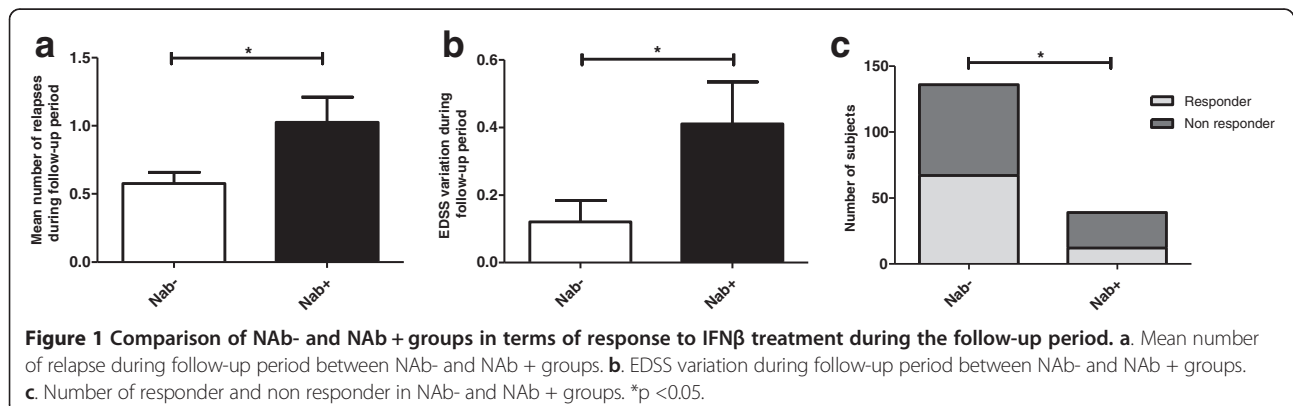 a
*
1.5
1.0
0.5
0.0
Mean number of relapses
during follow-up period
Nab-
Nab+
b
*
0.6
0.4
0.2
0.0
EDSS variation during
follow-up period
Nab-
Nab+
c
*
150
100
50
0
Number of subjects
Nab-
Nab+
Responder
Non responder
Figure 1 Comparison of NAb- and NAb + groups in terms of response to IFNβ treatment during the follow-up period. a. Mean number
of relapse during follow-up period between NAb- and NAb + groups. b. EDSS variation during follow-up period between NAb- and NAb + groups.
c. Number of responder and non responder in NAb- and NAb + groups. *p <0.05.